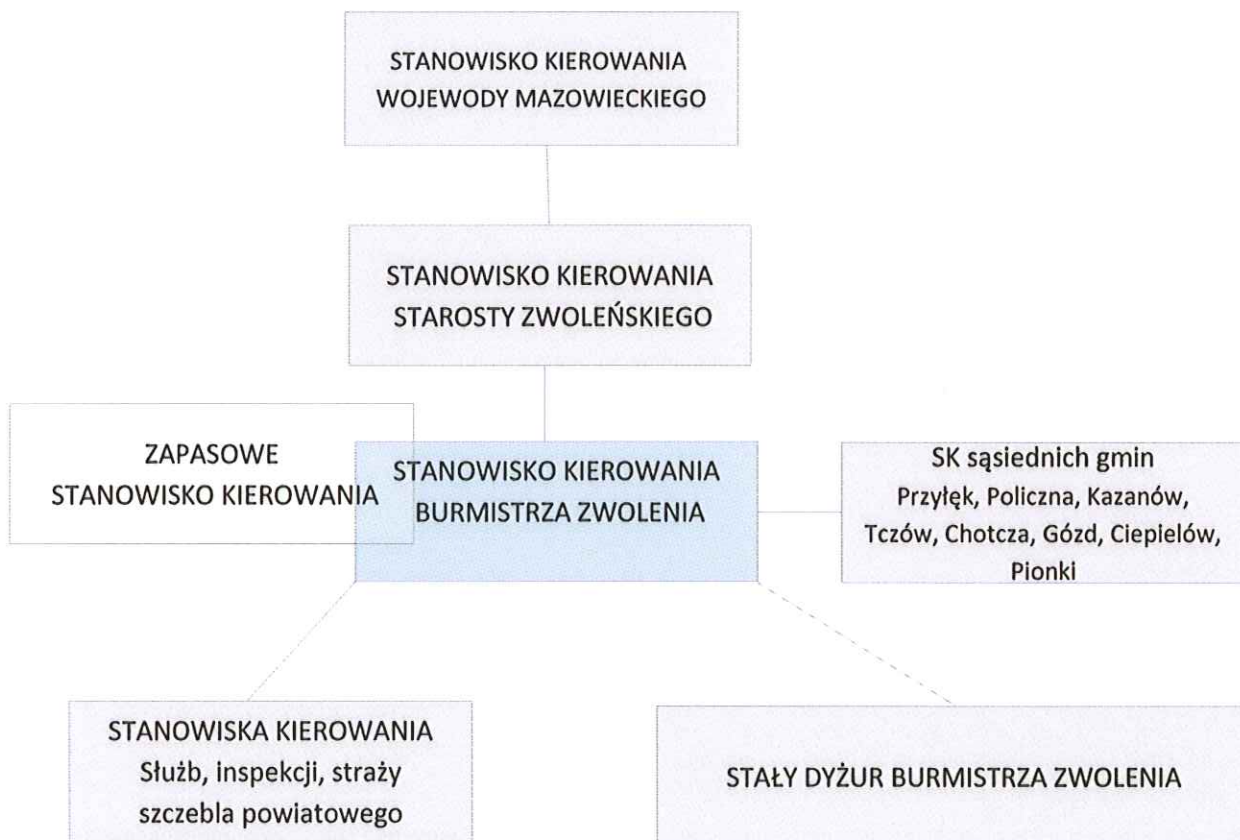 STANOWISKO KIEROWANIA
WOJEWODY MAZOWIECKIEGO
STANOWISKO KIEROWANIA
STAROSTY ZWOLEŃSKIEGO
ZAPASOWE
STANOWISKO KIEROWANIA
STANOWISKO KIEROWANIA
BURMISTRZA ZWOLENIA
SK sąsiednich gmin
Przyłęk, Policzna, Kazanów,
Tczów, Chotcza, Gózd, Ciepielów,
Pionki
STANOWISKA KIEROWANIA
Służb, inspekcji, straży
szczebla powiatowego
STAŁY DYŻUR BURMISTRZA ZWOLENIA